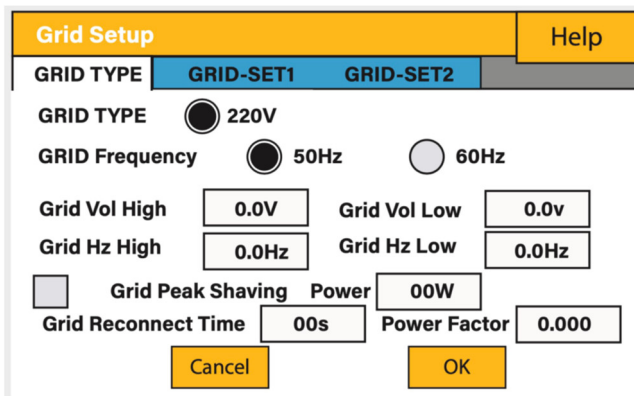 Grid Setup Help
GRID TYPE GRID-SET1 GRID-SET2
GRID TYPE 220V
GRID Frequency 50Hz 60Hz
Grid Vol High 0.0V Grid Vol Low 0.0v
Grid Hz High 0.0Hz Grid Hz Low 0.0Hz
Grid Peak Shaving Power 00W
Grid Reconnect Time 00s Power Factor 0.000
Cancel OK